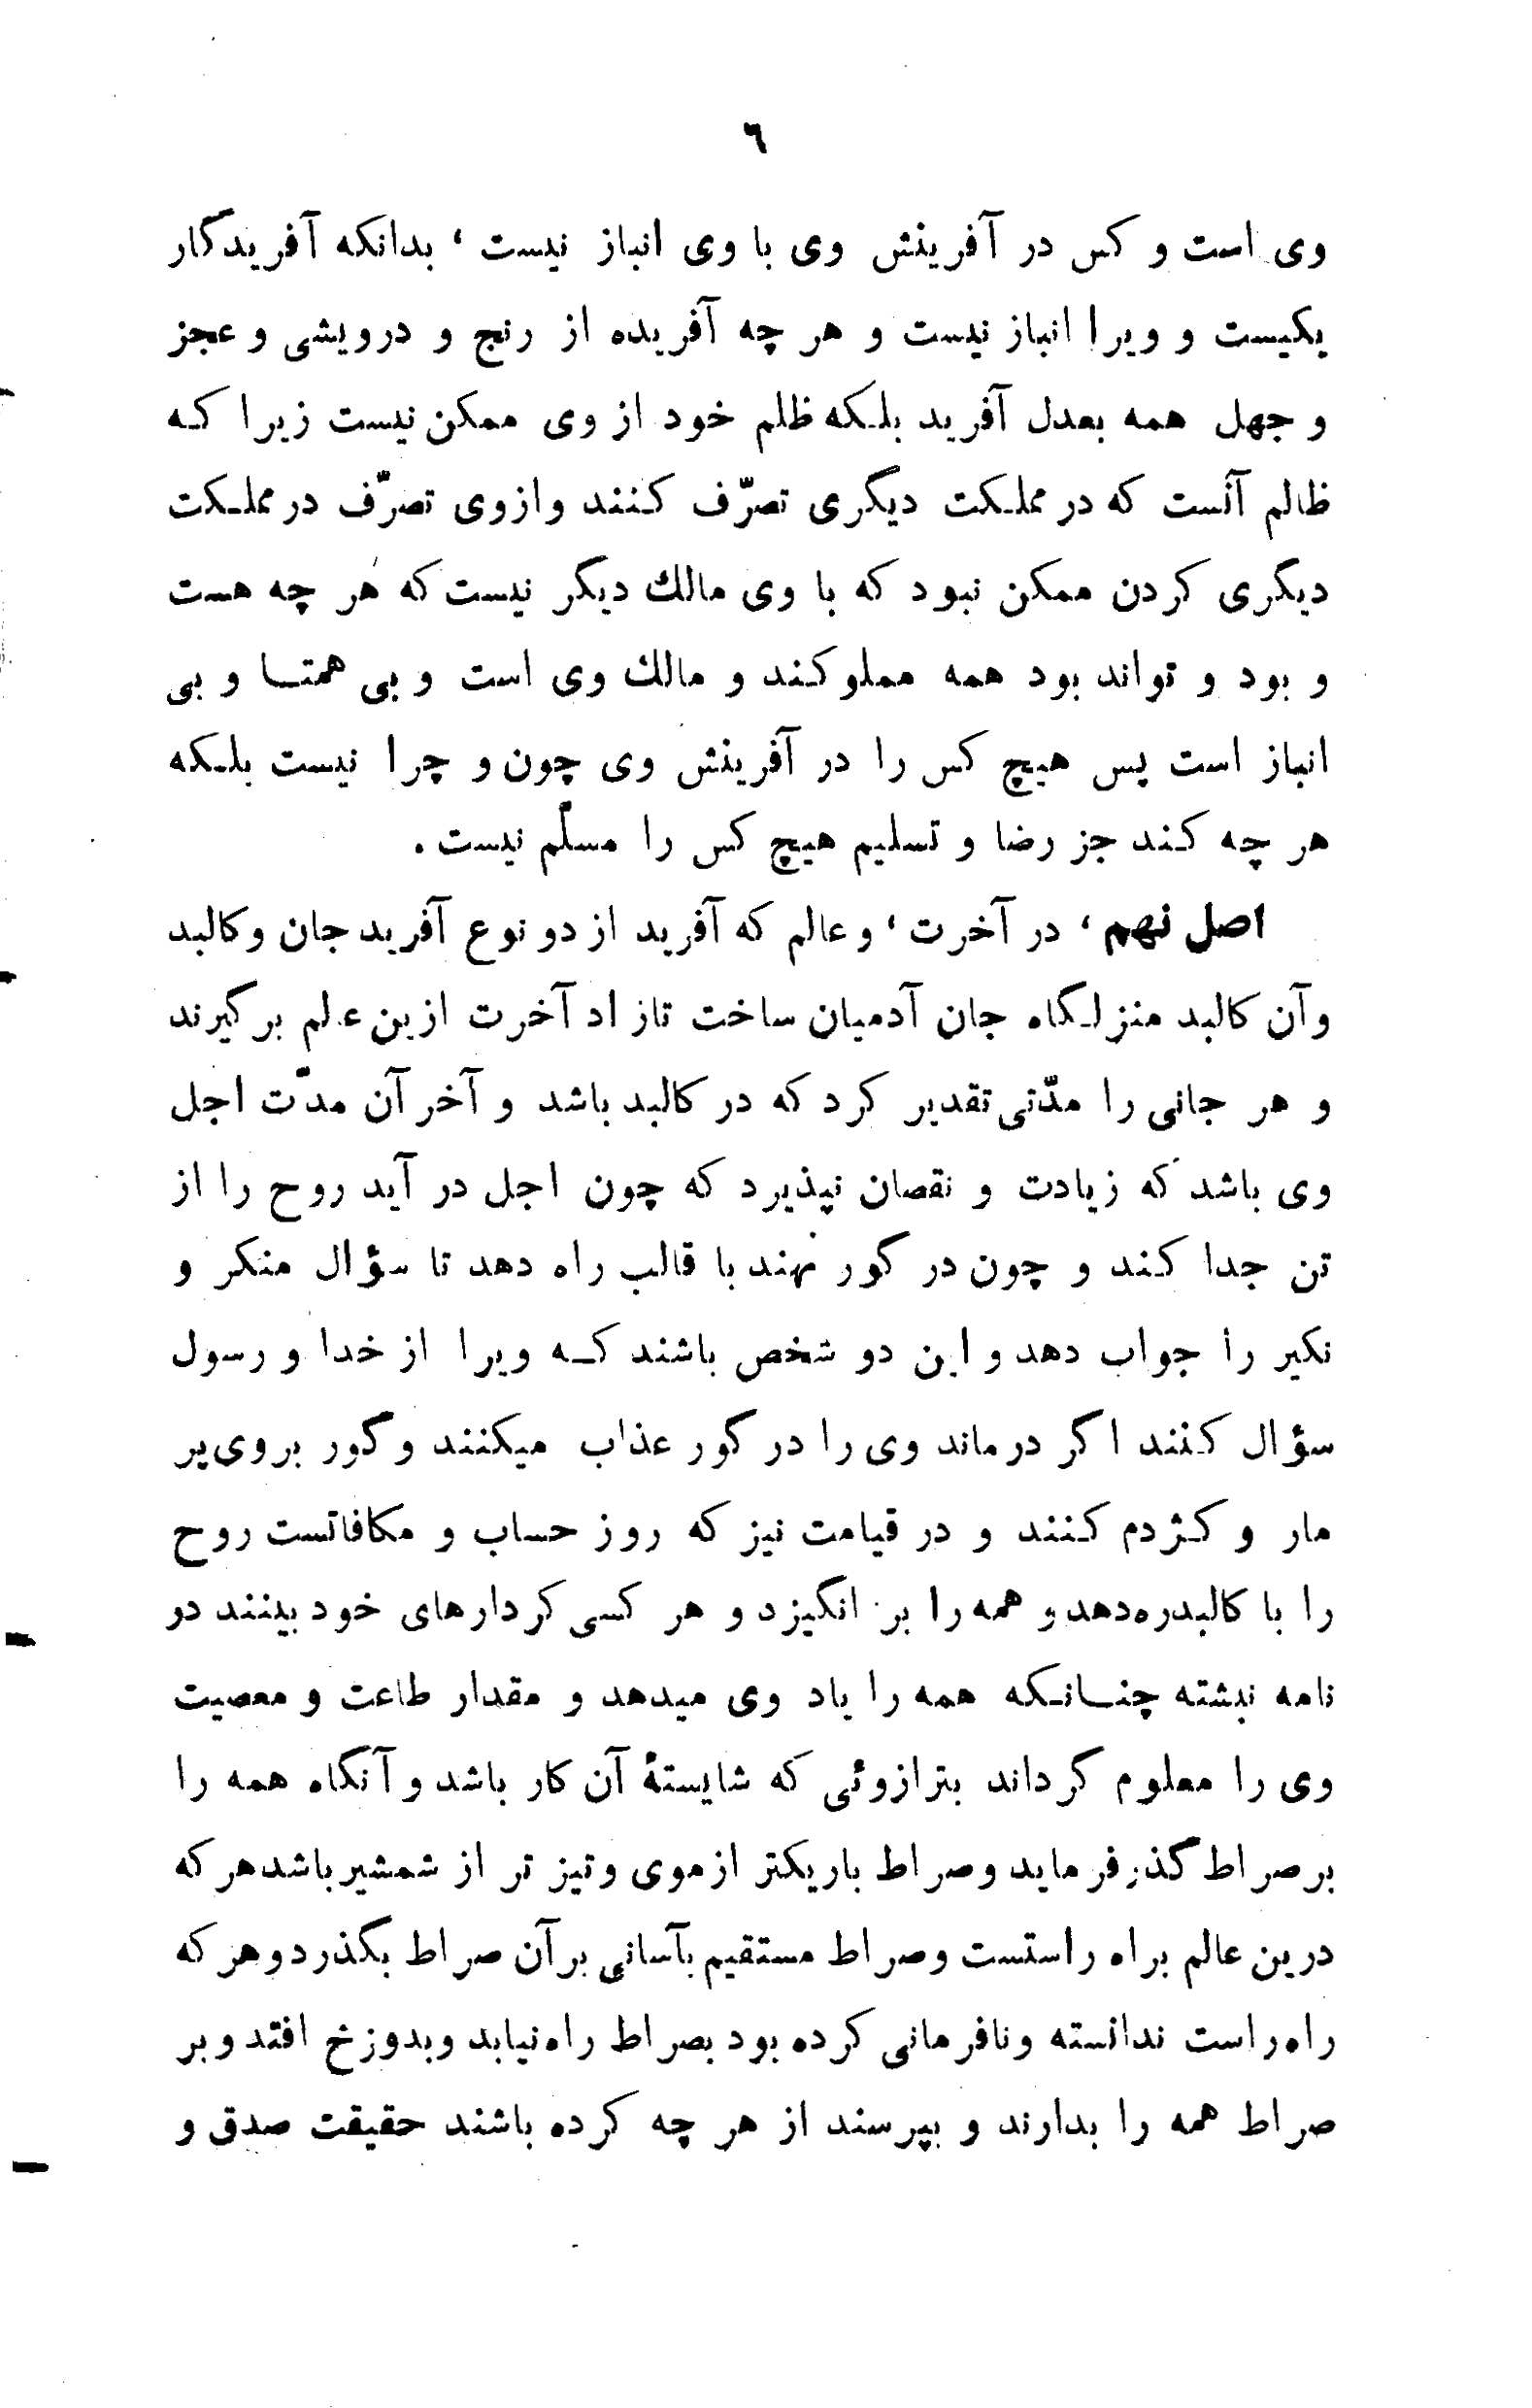 ٦
وی است و کس در آفرینش وی با وی انباز نیست ، بدانکه آفریدگار
یکیست و ویرا انباز نیست و هر چه آفریده از رنج و درویشی و عجز
و جهل همه بعدل آفرید بلکه ظلم خود از وی ممکن نیست زیرا که
ظالم آنست که در مملکت دیگری تصرّف کنند وازوی تصرّف در مملکت
دیگری کردن ممکن نبود که با وی مالك دیگر نیست که هر چه هست
و بود و تواند بود همه مملوکند و مالك وی است و بی همتا و بی
انباز است پس هیچ کس را در آفرینش وی چون و چرا نیست بلکه
هر چه کند جز رضا و تسلیم هیچ کس را مسلّم نیست .
اصل نهم ، در آخرت ، وعالم که آفرید از دو نوع آفرید جان وکالبد
وآن کالبد منزلگاه جان آدمیان ساخت تازاد آخرت ازین علم برگیرند
و هر جانی را مدّتی تقدیر کرد که در کالبد باشد و آخر آن مدّت اجل
وی باشد که زیادت و نقصان نپذیرد که چون اجل در آید روح را از
تن جدا کند و چون در گور نهند با قالب راه دهد تا سؤال منکر و
نکیر را جواب دهد و این دو شخص باشند که ویرا از خدا و رسول
سؤال کنند اگر درماند وی را در گور عذاب میکنند وگور بروی پر
مار و کژدم کنند و در قیامت نیز که روز حساب و مکافاتست روح
را با کالبدره‌دهد و همه را بر انگیزد و هر کسی کردارهای خود بینند در
نامه نبشته چنانکه همه را یاد وی میدهد و مقدار طاعت و معصیت
وی را معلوم گرداند بترازوئی که شایستهٔ آن کار باشد وآنگاه همه را
برصراط گذر فرماید وصراط باریکتر ازموی وتیز تر از شمشیر باشدهرکه
درین عالم براه راستست وصراط مستقیم بآسانی برآن صراط بگذردوهرکه
راه‌راست ندانسته ونافرمانی کرده بود بصراط راه‌نیابد وبدوزخ افتد وبر
صراط همه را بدارند و بپرسند از هر چه کرده باشند حقیقت صدق و